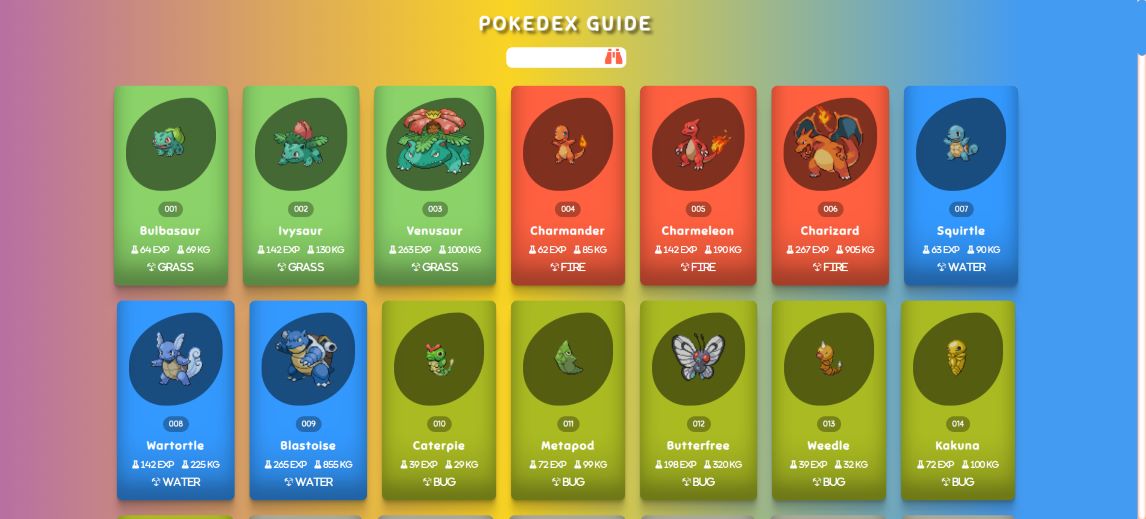 POKEDEX GUIDE
001 002 003 004 005 006 007
Bulbasaur Ivysaur Venusaur Charmander Charmeleon Charizard Squirtle
64 EXP 69 KG 142 EXP 130 KG 263 EXP 1000 KG 62 EXP 85 KG 142 EXP 190 KG 267 EXP 905 KG 63 EXP 90 KG
GRASS GRASS GRASS FIRE FIRE FIRE WATER
008 009 010 011 012 013 014
Wartortle Blastoise Caterpie Metapod Butterfree Weedle Kakuna
142 EXP 225 KG 265 EXP 855 KG 39 EXP 29 KG 72 EXP 99 KG 198 EXP 320 KG 39 EXP 32 KG 72 EXP 100 KG
WATER WATER BUG BUG BUG BUG BUG